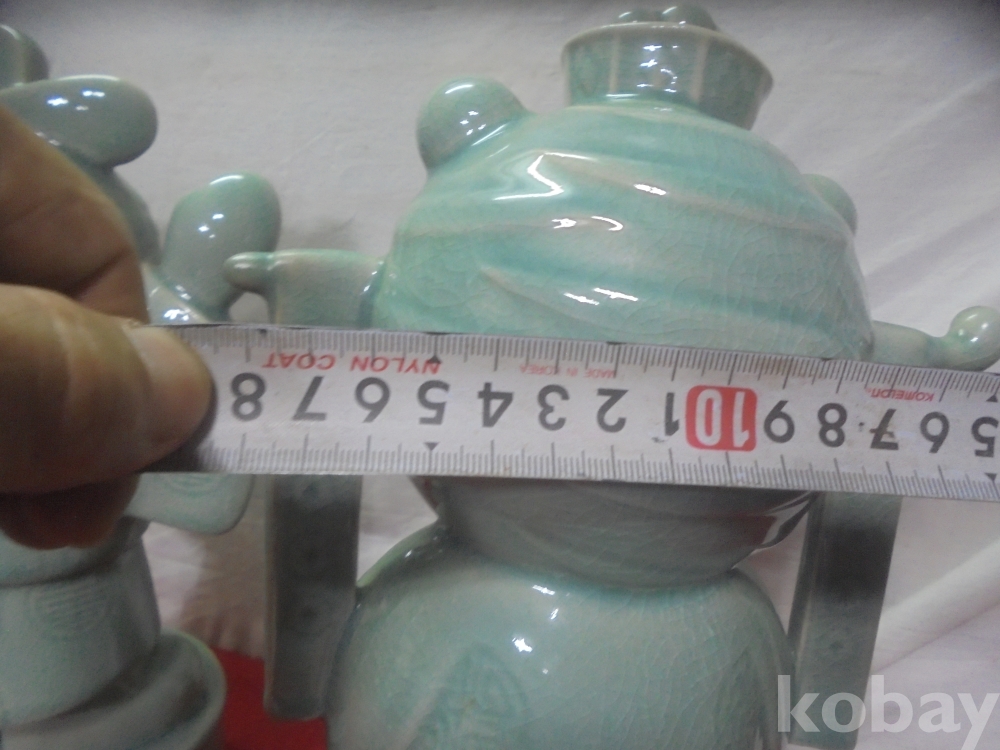 NYLON COAT
MADE IN KOREA
KOMELON
8 7 6 5 4 3 2 1 10 9 8 7 6 5
kobay